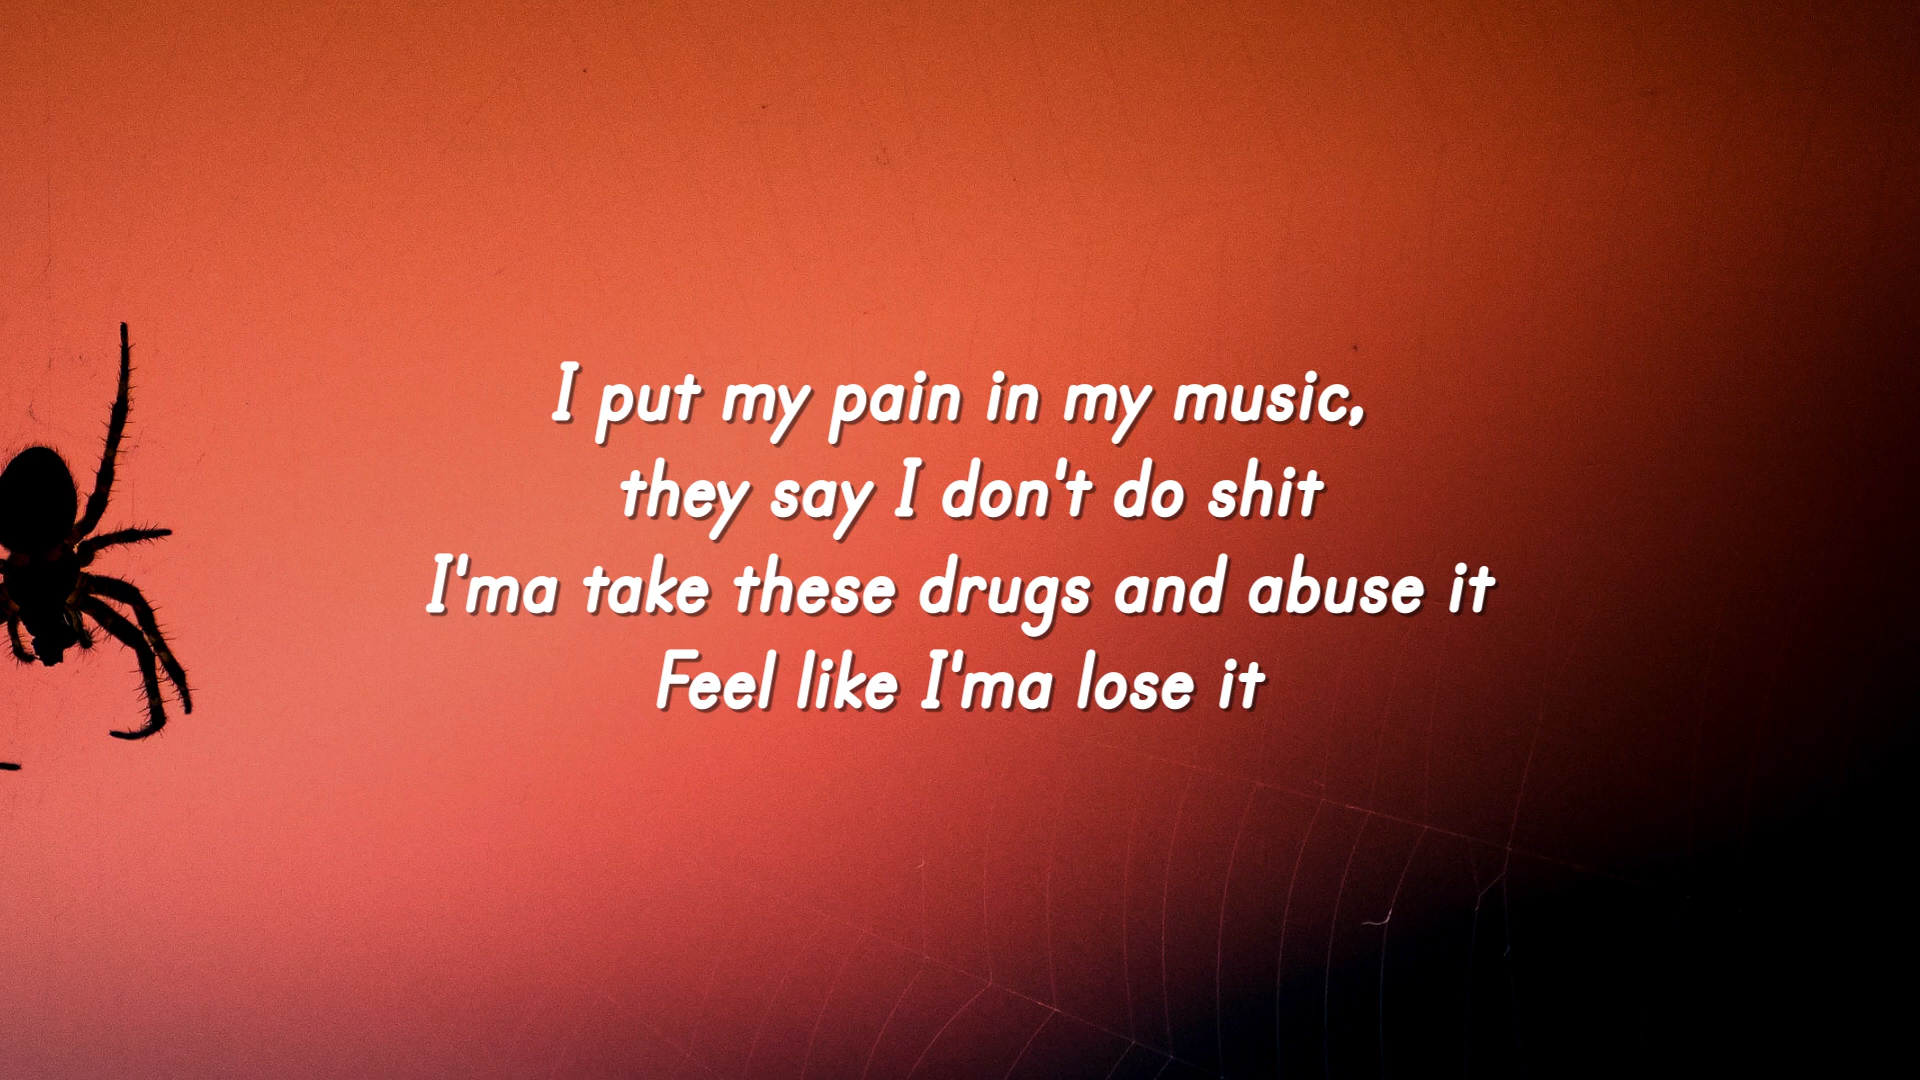 I put my pain in my music,
they say I don't do shit
I'ma take these drugs and abuse it
Feel like I'ma lose it